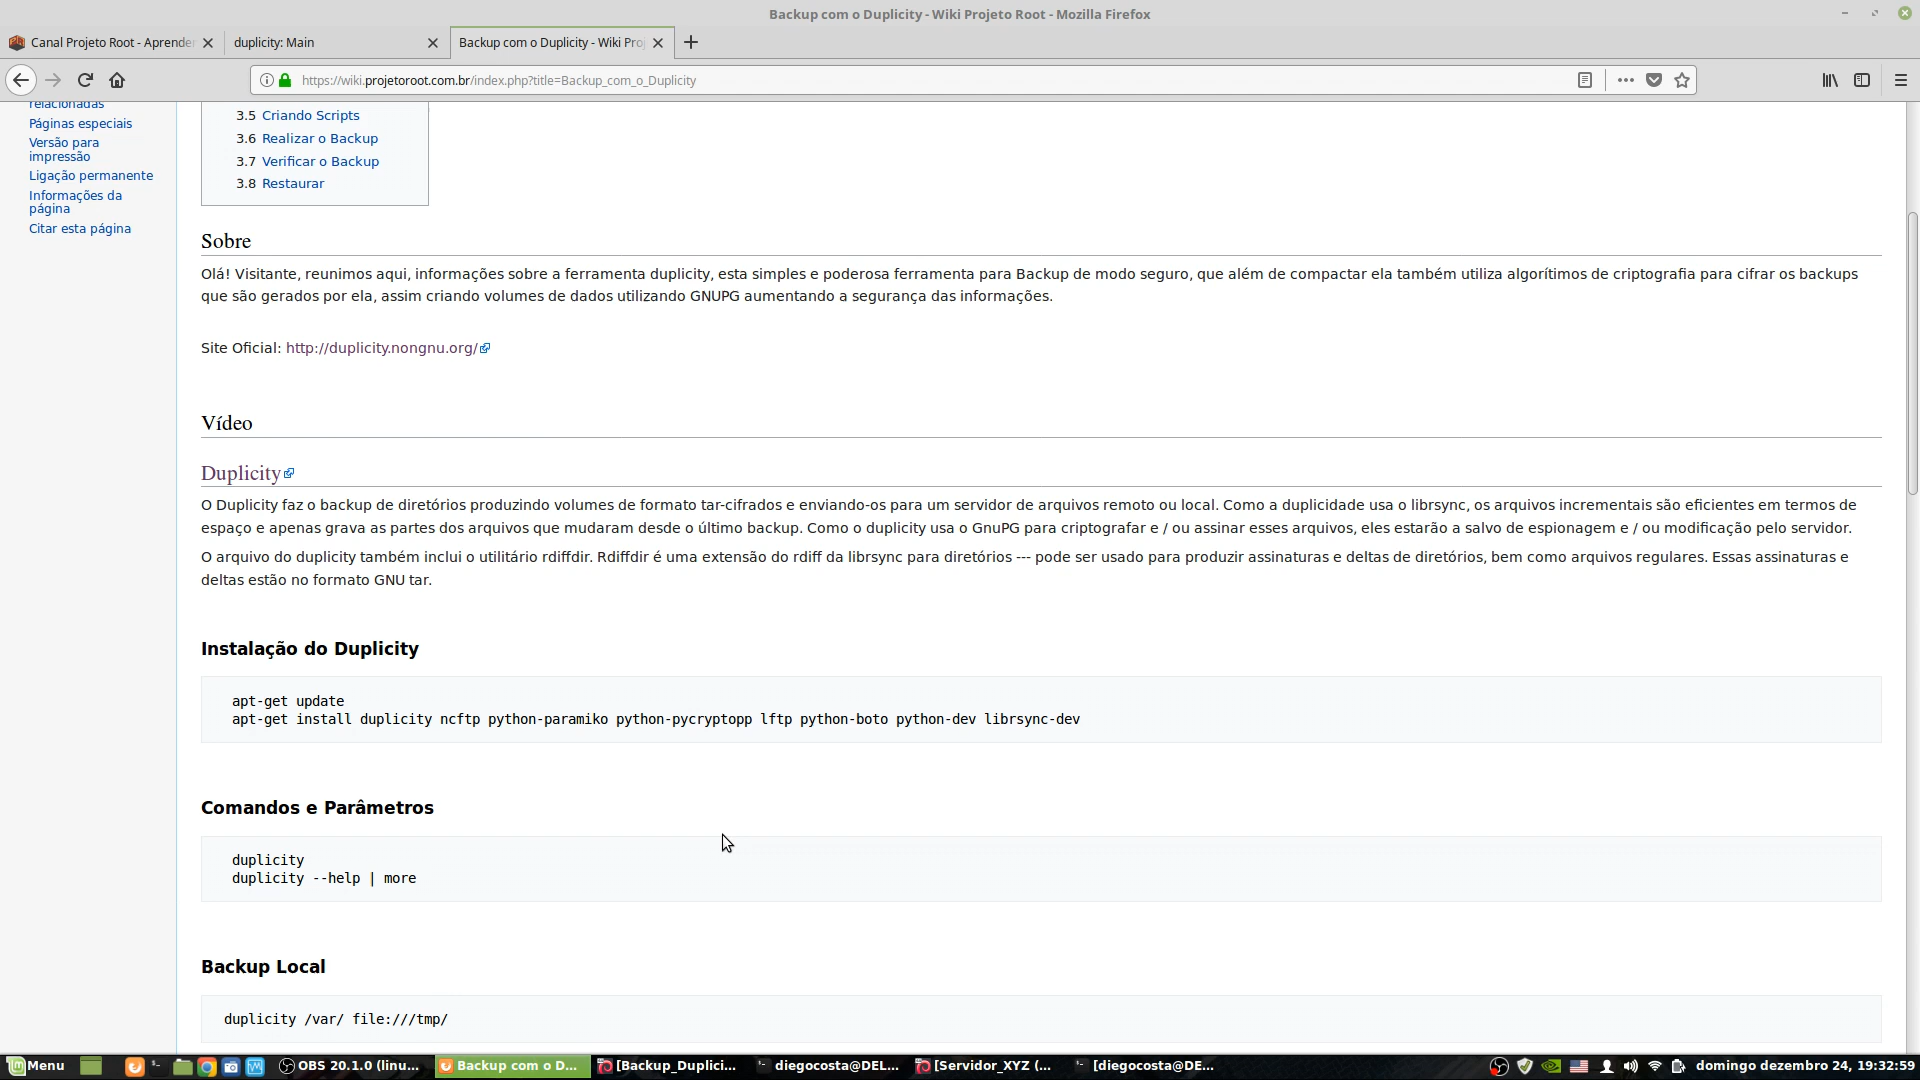 Backup com o Duplicity - Wiki Projeto Root - Mozilla Firefox
Canal Projeto Root - Aprender
duplicity: Main
Backup com o Duplicity - Wiki Pro
https://wiki.projetoroot.com.br/index.php?title=Backup_com_o_Duplicity
relacionadas
Páginas especiais
Versão para
impressão
Ligação permanente
Informações da
página
Citar esta página
3.5 Criando Scripts
3.6 Realizar o Backup
3.7 Verificar o Backup
3.8 Restaurar
Sobre
Olá! Visitante, reunimos aqui, informações sobre a ferramenta duplicity, esta simples e poderosa ferramenta para Backup de modo seguro, que além de compactar ela também utiliza algorítimos de criptografia para cifrar os backups
que são gerados por ela, assim criando volumes de dados utilizando GNUPG aumentando a segurança das informações.
Site Oficial: http://duplicity.nongnu.org/
Vídeo
Duplicity
O Duplicity faz o backup de diretórios produzindo volumes de formato tar-cifrados e enviando-os para um servidor de arquivos remoto ou local. Como a duplicidade usa o librsync, os arquivos incrementais são eficientes em termos de
espaço e apenas grava as partes dos arquivos que mudaram desde o último backup. Como o duplicity usa o GnuPG para criptografar e / ou assinar esses arquivos, eles estarão a salvo de espionagem e / ou modificação pelo servidor.
O arquivo do duplicity também inclui o utilitário rdiffdir. Rdiffdir é uma extensão do rdiff da librsync para diretórios --- pode ser usado para produzir assinaturas e deltas de diretórios, bem como arquivos regulares. Essas assinaturas e
deltas estão no formato GNU tar.
Instalação do Duplicity
apt-get update
apt-get install duplicity ncftp python-paramiko python-pycryptopp lftp python-boto python-dev librsync-dev
Comandos e Parâmetros
duplicity
duplicity --help | more
Backup Local
duplicity /var/ file:///tmp/
Menu
OBS 20.1.0 (linu...
Backup com o D...
[Backup_Duplici...
diegocosta@DEL...
[Servidor_XYZ (...
[diegocosta@DE...
domingo dezembro 24, 19:32:59